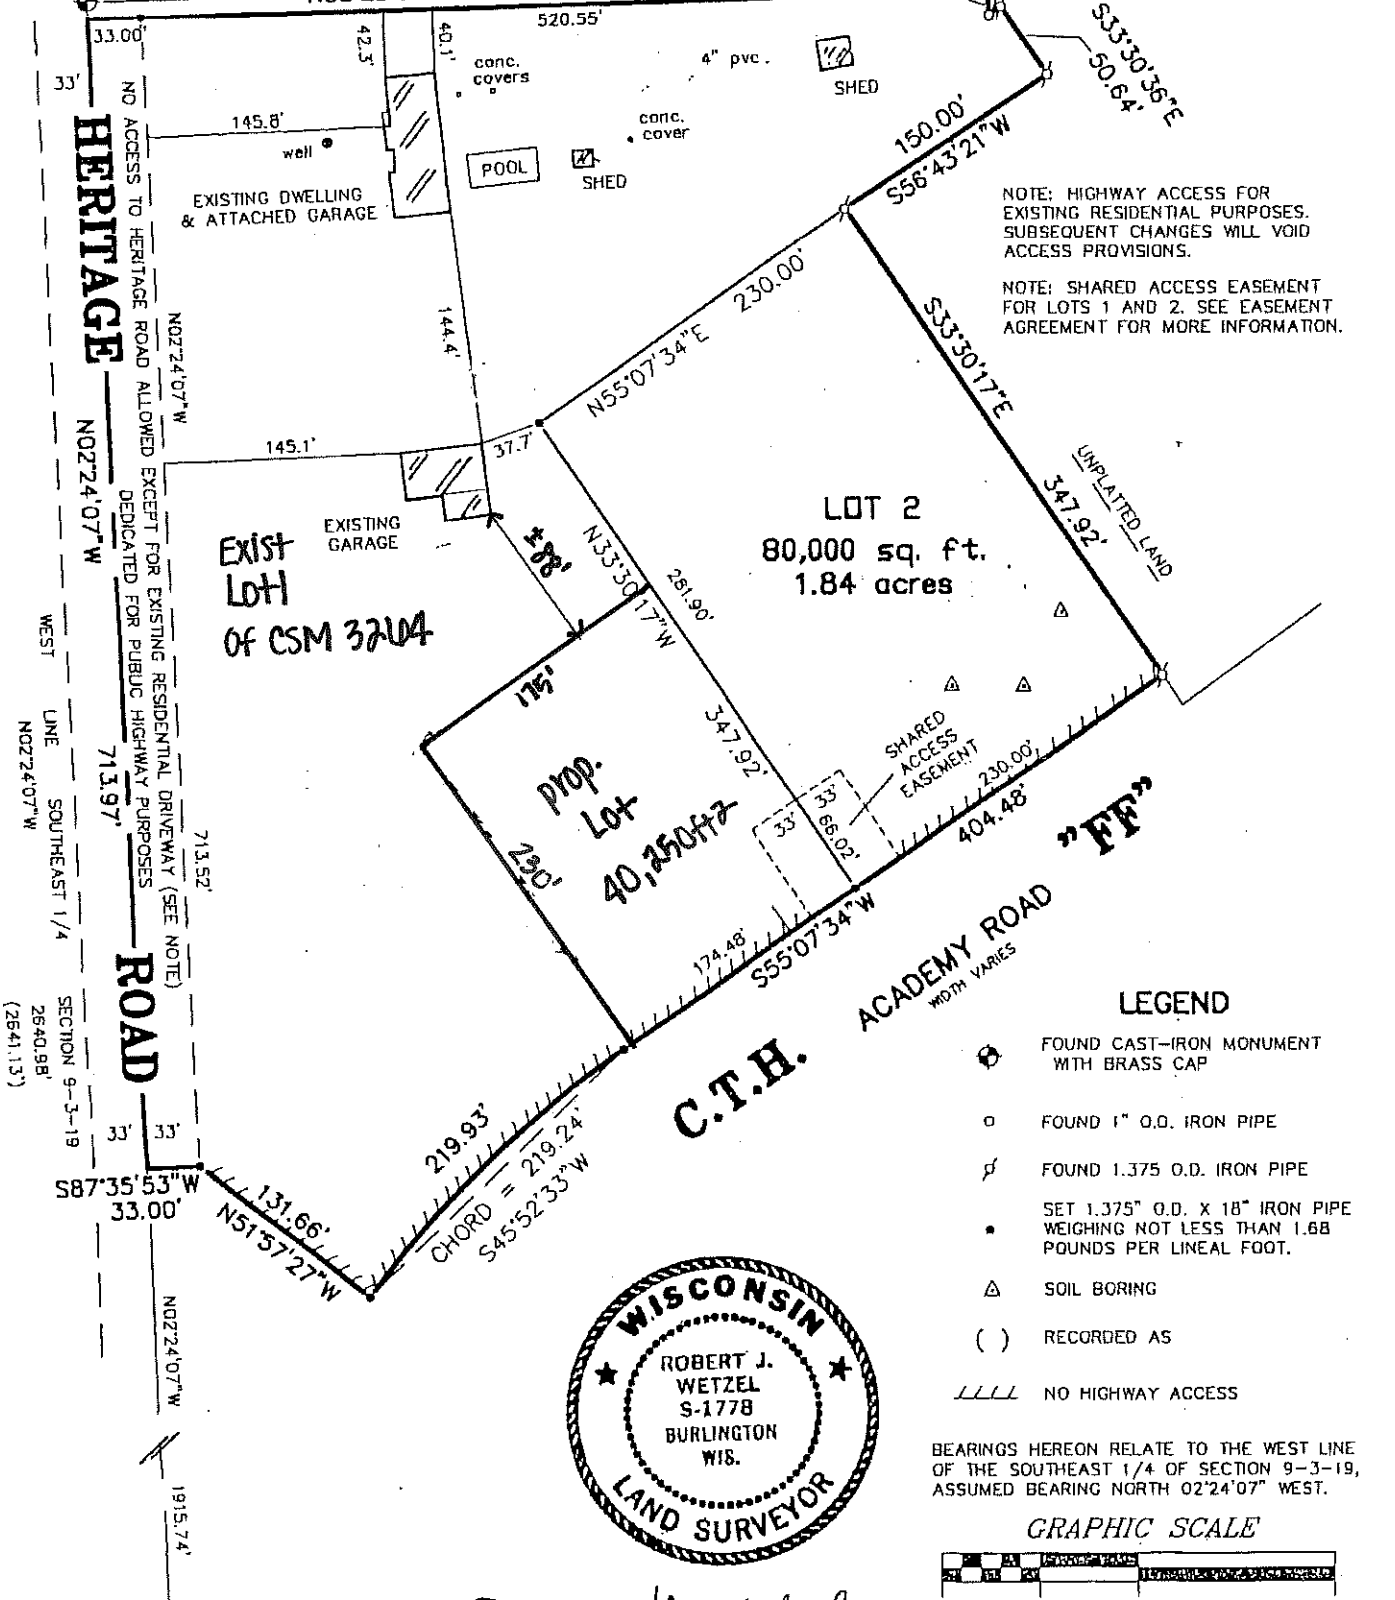 33.00'
520.55'
S33°30'36"E
50.64'
42.3'
40.1'
conc.
covers
4" pvc.
SHED
33'
145.8'
well
conc.
cover
150.00'
S56°43'21"W
POOL
SHED
EXISTING DWELLING
& ATTACHED GARAGE
NOTE: HIGHWAY ACCESS FOR
EXISTING RESIDENTIAL PURPOSES.
SUBSEQUENT CHANGES WILL VOID
ACCESS PROVISIONS.
NOTE: SHARED ACCESS EASEMENT
FOR LOTS 1 AND 2. SEE EASEMENT
AGREEMENT FOR MORE INFORMATION.
HERITAGE
ROAD
NO ACCESS TO HERITAGE ROAD ALLOWED EXCEPT FOR EXISTING RESIDENTIAL DRIVEWAY (SEE NOTE)
DEDICATED FOR PUBLIC HIGHWAY PURPOSES
N02°24'07"W
N02°24'07"W
713.97'
713.52'
144.4'
N55°07'34"E
230.00'
S33°30'17"E
347.92'
UNPLATTED LAND
145.1'
37.7'
EXISTING
GARAGE
Exist
Lot 1
Of CSM 3264
±88'
N33°30'17"W
281.90'
347.92'
LOT 2
80,000 sq. ft.
1.84 acres
175'
prop.
Lot
40,250ft2
230'
SHARED
ACCESS
EASEMENT
33'
33'
66.02'
230.00'
404.48'
174.48'
S55°07'34"W
C.T.H. "FF"
ACADEMY ROAD
WIDTH VARIES
WEST LINE SOUTHEAST 1/4 SECTION 9-3-19
N02°24'07"W
2640.98'
(2641.13')
33'
33'
S87°35'53"W
33.00'
131.66'
N51°57'27"W
219.93'
CHORD = 219.24'
S45°52'33"W
N02°24'07"W
1915.74'
LEGEND
FOUND CAST-IRON MONUMENT
WITH BRASS CAP
FOUND 1" O.D. IRON PIPE
FOUND 1.375 O.D. IRON PIPE
SET 1.375" O.D. X 18" IRON PIPE
WEIGHING NOT LESS THAN 1.68
POUNDS PER LINEAL FOOT.
SOIL BORING
( ) RECORDED AS
NO HIGHWAY ACCESS
BEARINGS HEREON RELATE TO THE WEST LINE
OF THE SOUTHEAST 1/4 OF SECTION 9-3-19,
ASSUMED BEARING NORTH 02°24'07" WEST.
GRAPHIC SCALE
WISCONSIN
ROBERT J.
WETZEL
S-1778
BURLINGTON
WIS.
LAND SURVEYOR